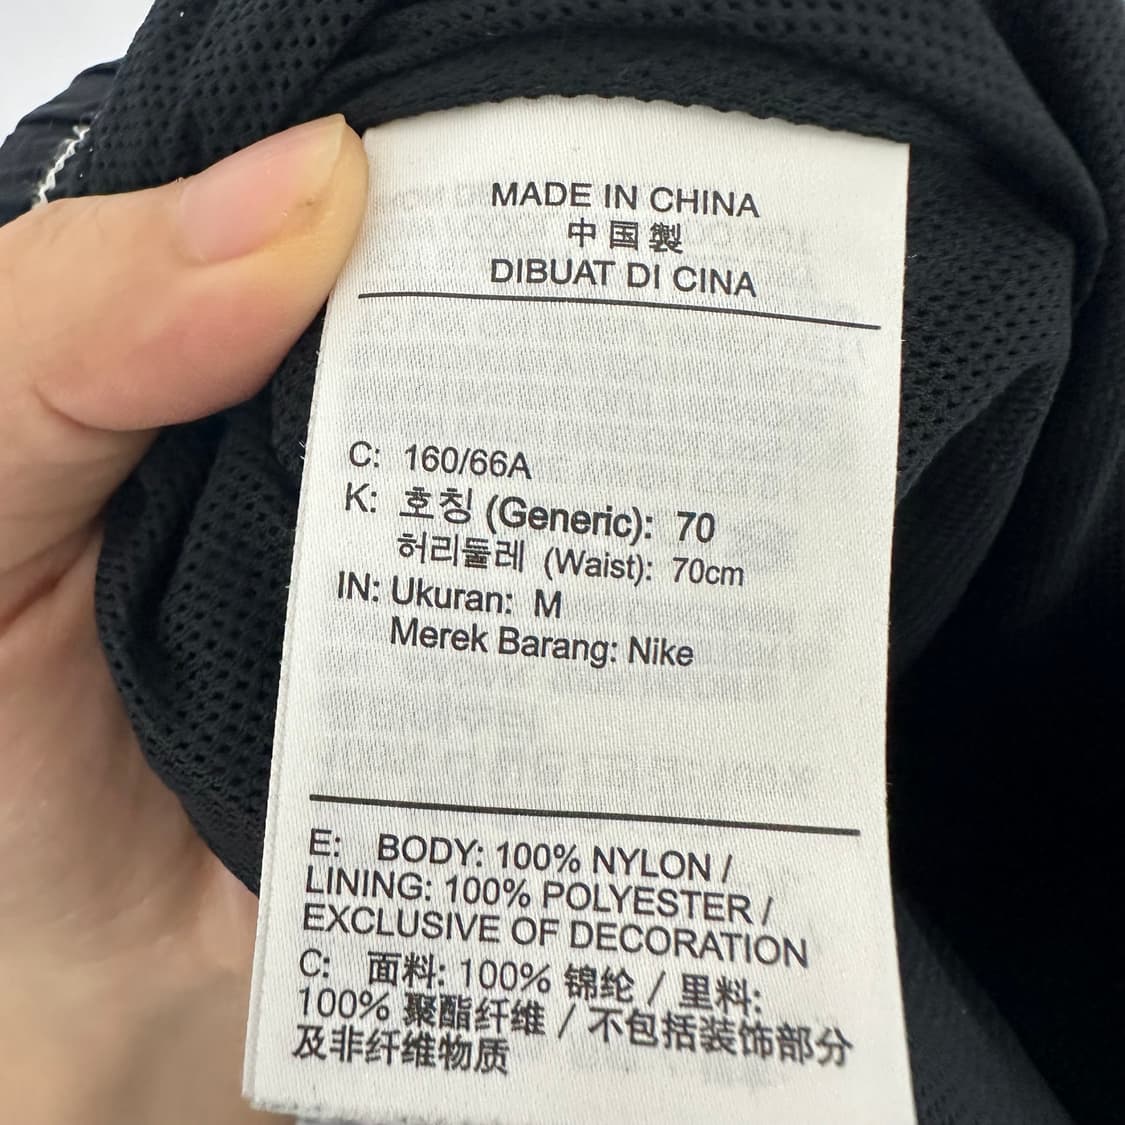 MADE IN CHINA
中国製
DIBUAT DI CINA
C: 160/66A
K: 호칭 (Generic): 70
허리둘레 (Waist): 70cm
IN: Ukuran: M
Merek Barang: Nike
E: BODY: 100% NYLON /
LINING: 100% POLYESTER /
EXCLUSIVE OF DECORATION
C: 面料: 100% 锦纶 / 里料:
100% 聚酯纤维 / 不包括装饰部分
及非纤维物质